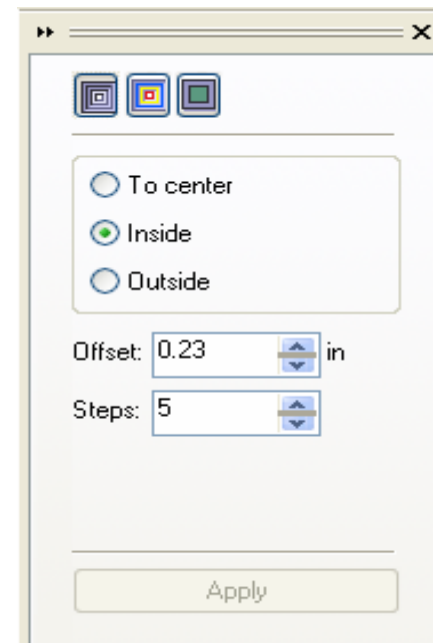 To center
Inside
Outside
Offset: 0.23 in
Steps: 5
Apply